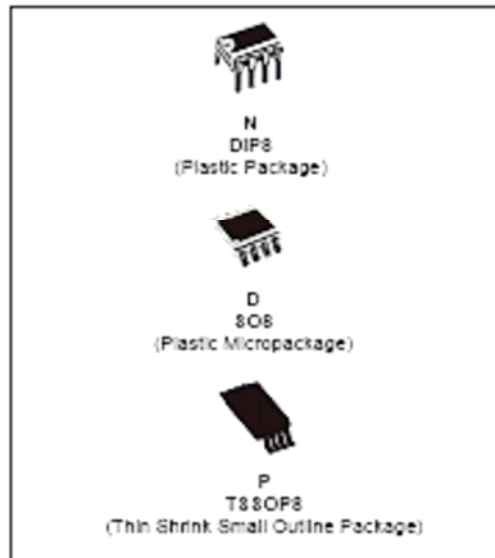 N
DIP8
(Plastic Package)
D
SO8
(Plastic Micropackage)
P
TSSOP8
(Thin Shrink Small Outline Package)